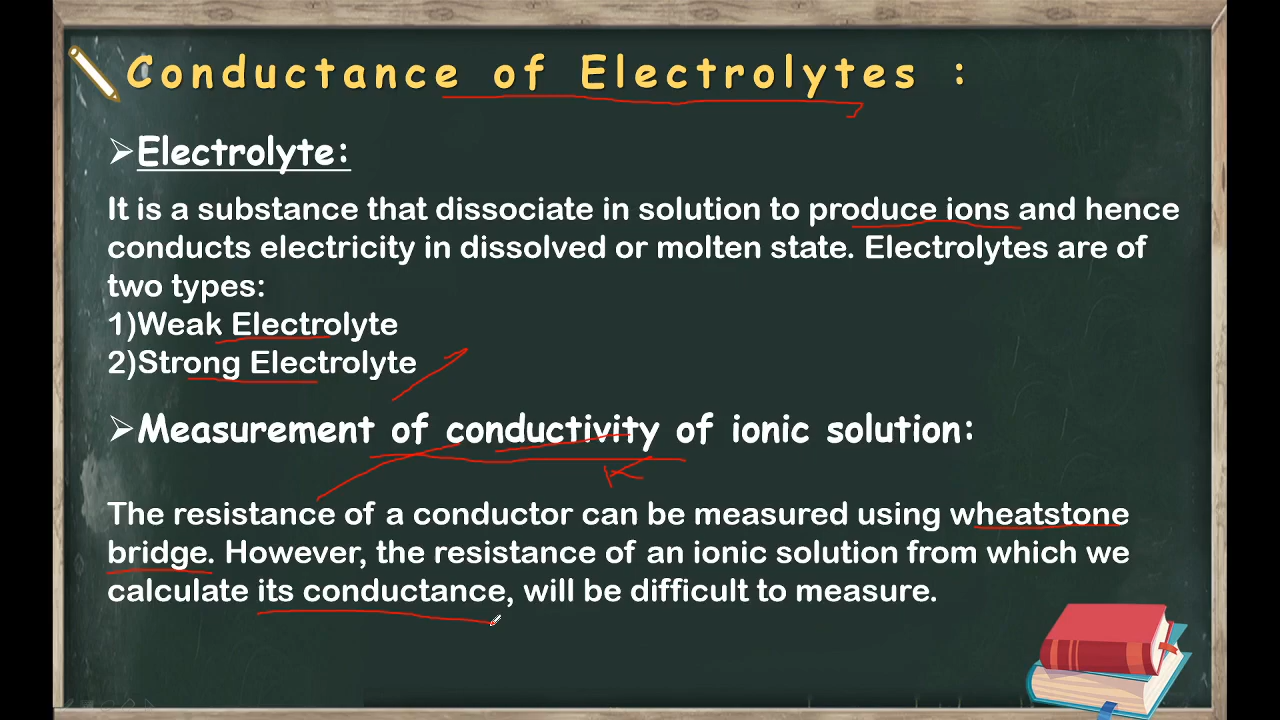 Conductance of Electrolytes :
➢Electrolyte:
It is a substance that dissociate in solution to produce ions and hence
conducts electricity in dissolved or molten state. Electrolytes are of
two types:
1)Weak Electrolyte
2)Strong Electrolyte
➢Measurement of conductivity of ionic solution:
K
The resistance of a conductor can be measured using wheatstone
bridge. However, the resistance of an ionic solution from which we
calculate its conductance, will be difficult to measure.